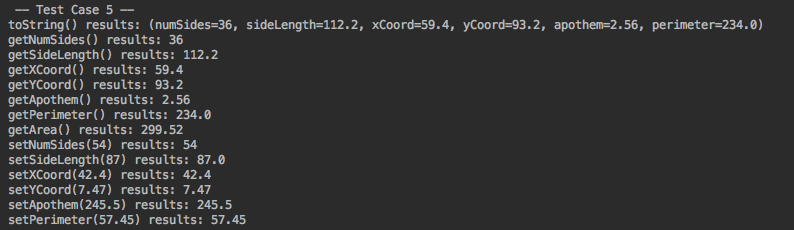 —— Test Case 5 ——
toString() results: (numSides=36, sideLength=112.2, xCoord=59.4, yCoord=93.2, apothem=2.56, perimeter=234.0)
getNumSides() results: 36
getSideLength() results: 112.2
getXCoord() results: 59.4
getYCoord() results: 93.2
getApothem() results: 2.56
getPerimeter() results: 234.0
getArea() results: 299.52
setNumSides(54) results: 54
setSideLength(87) results: 87.0
setXCoord(42.4) results: 42.4
setYCoord(7.47) results: 7.47
setApothem(245.5) results: 245.5
setPerimeter(57.45) results: 57.45